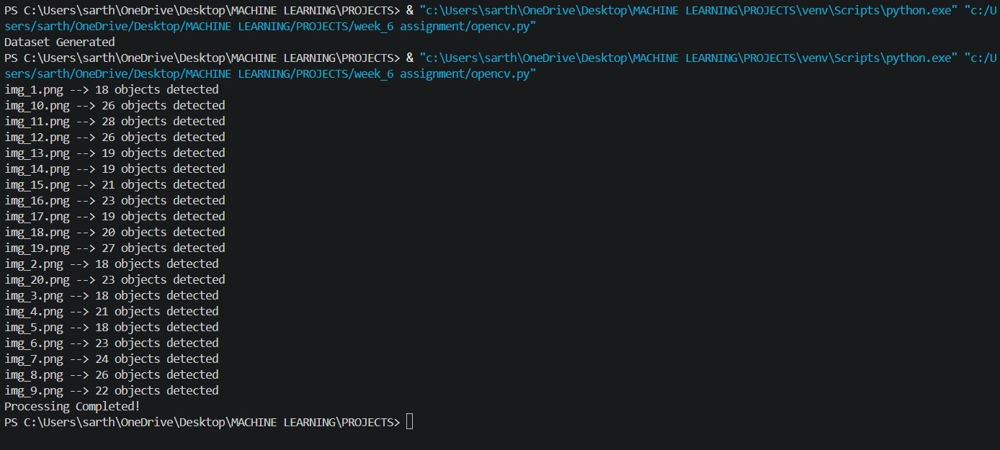 PS C:\Users\sarth\OneDrive\Desktop\MACHINE LEARNING\PROJECTS> & "c:\Users\sarth\OneDrive\Desktop\MACHINE LEARNING\PROJECTS\venv\Scripts\python.exe" "c:/U
sers/sarth/OneDrive/Desktop/MACHINE LEARNING/PROJECTS/week_6 assignment/opencv.py"
Dataset Generated
PS C:\Users\sarth\OneDrive\Desktop\MACHINE LEARNING\PROJECTS> & "c:\Users\sarth\OneDrive\Desktop\MACHINE LEARNING\PROJECTS\venv\Scripts\python.exe" "c:/U
sers/sarth/OneDrive/Desktop/MACHINE LEARNING/PROJECTS/week_6 assignment/opencv.py"
img_1.png --> 18 objects detected
img_10.png --> 26 objects detected
img_11.png --> 28 objects detected
img_12.png --> 26 objects detected
img_13.png --> 19 objects detected
img_14.png --> 19 objects detected
img_15.png --> 21 objects detected
img_16.png --> 23 objects detected
img_17.png --> 19 objects detected
img_18.png --> 20 objects detected
img_19.png --> 27 objects detected
img_2.png --> 18 objects detected
img_20.png --> 23 objects detected
img_3.png --> 18 objects detected
img_4.png --> 21 objects detected
img_5.png --> 18 objects detected
img_6.png --> 23 objects detected
img_7.png --> 24 objects detected
img_8.png --> 26 objects detected
img_9.png --> 22 objects detected
Processing Completed!
PS C:\Users\sarth\OneDrive\Desktop\MACHINE LEARNING\PROJECTS>